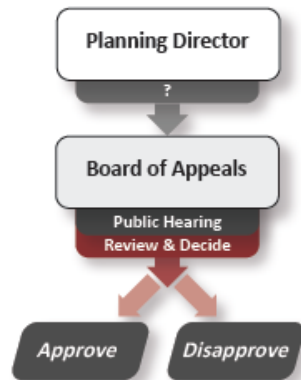 Planning Director
?
Board of Appeals
Public Hearing
Review & Decide
Approve
Disapprove